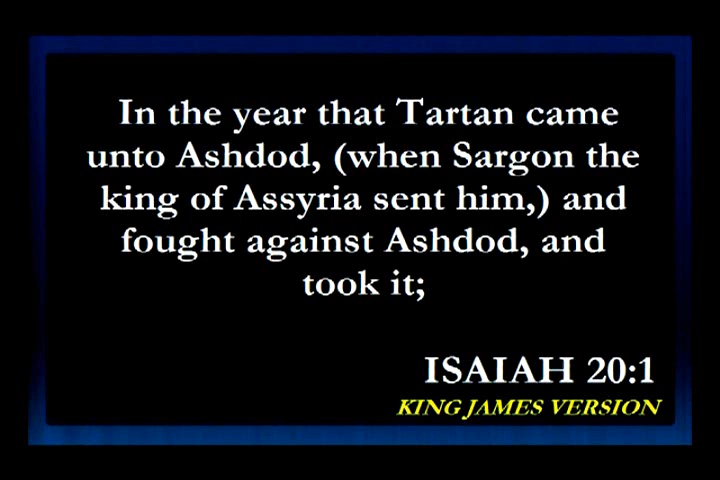 In the year that Tartan came
unto Ashdod, (when Sargon the
king of Assyria sent him,) and
fought against Ashdod, and
took it;
ISAIAH 20:1
KING JAMES VERSION